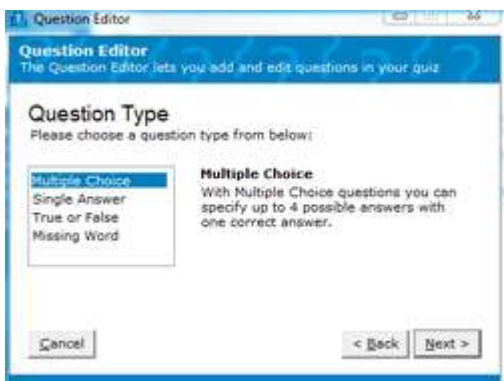 Question Editor
Question Editor
The Question Editor lets you add and edit questions in your quiz
Question Type
Please choose a question type from below:
Multiple Choice
Single Answer
True or False
Missing Word
Multiple Choice
With Multiple Choice questions you can
specify up to 4 possible answers with
one correct answer.
Cancel
< Back
Next >